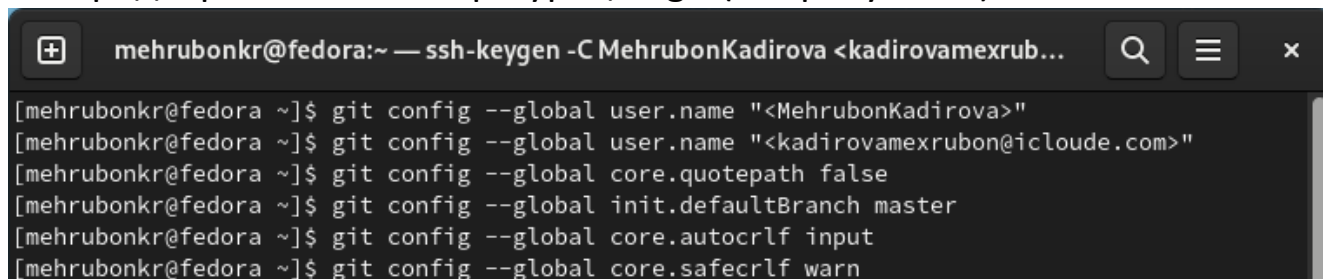 mehrubonkr@fedora:~ — ssh-keygen -C MehrubonKadirova <kadirovamexrub...
[mehrubonkr@fedora ~]$ git config --global user.name "<MehrubonKadirova>"
[mehrubonkr@fedora ~]$ git config --global user.name "<kadirovamexrubon@icloude.com>"
[mehrubonkr@fedora ~]$ git config --global core.quotepath false
[mehrubonkr@fedora ~]$ git config --global init.defaultBranch master
[mehrubonkr@fedora ~]$ git config --global core.autocrlf input
[mehrubonkr@fedora ~]$ git config --global core.safecrlf warn